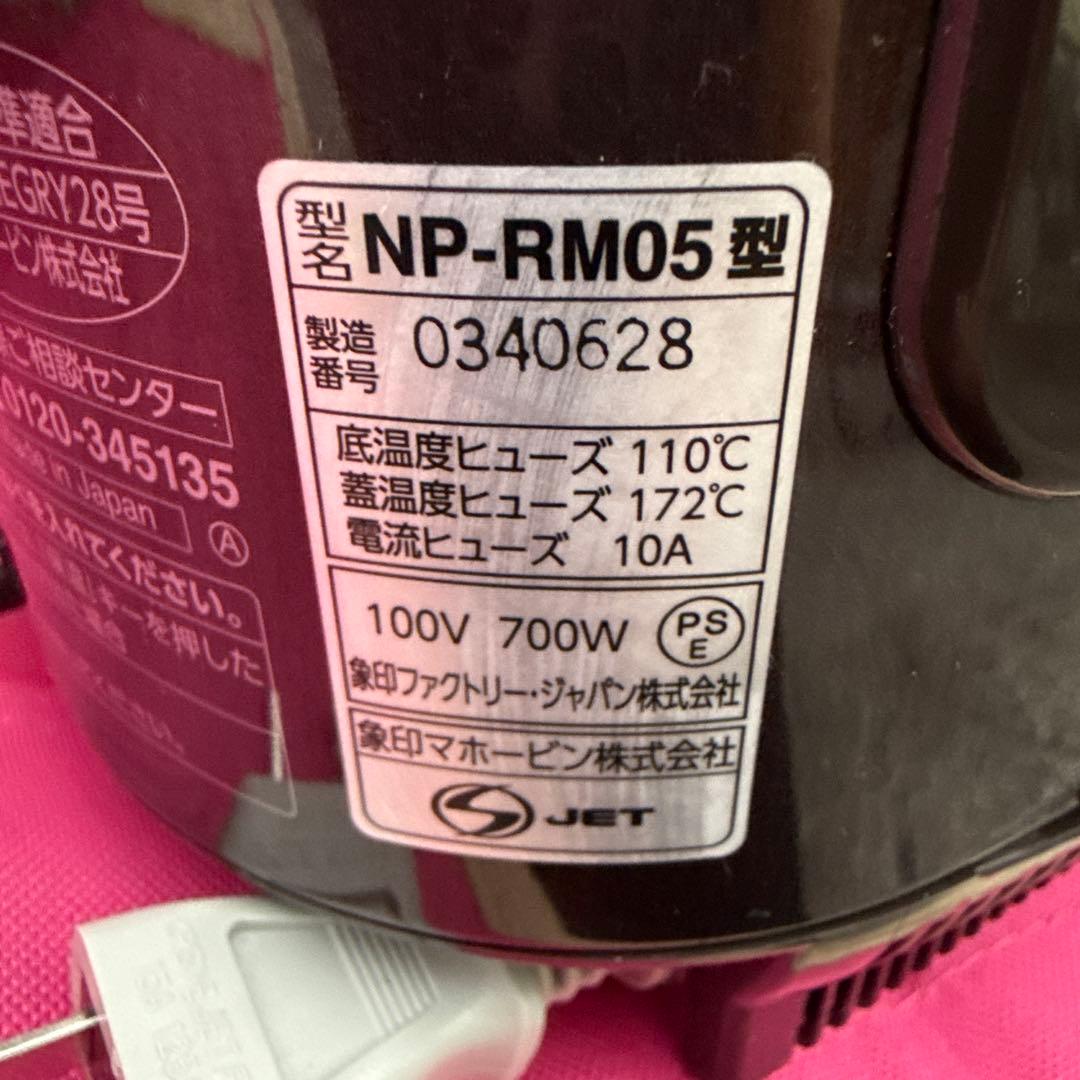 準適合
EGRY28号
ービン株式会社
ご相談センター
0120-345135
in Japan
A
を入れてください。
キーを押した
さい。
型名 NP-RM05型
製造番号 0340628
底温度ヒューズ 110℃
蓋温度ヒューズ 172℃
電流ヒューズ 10A
100V 700W PSE
象印ファクトリー・ジャパン株式会社
象印マホービン株式会社
S JET